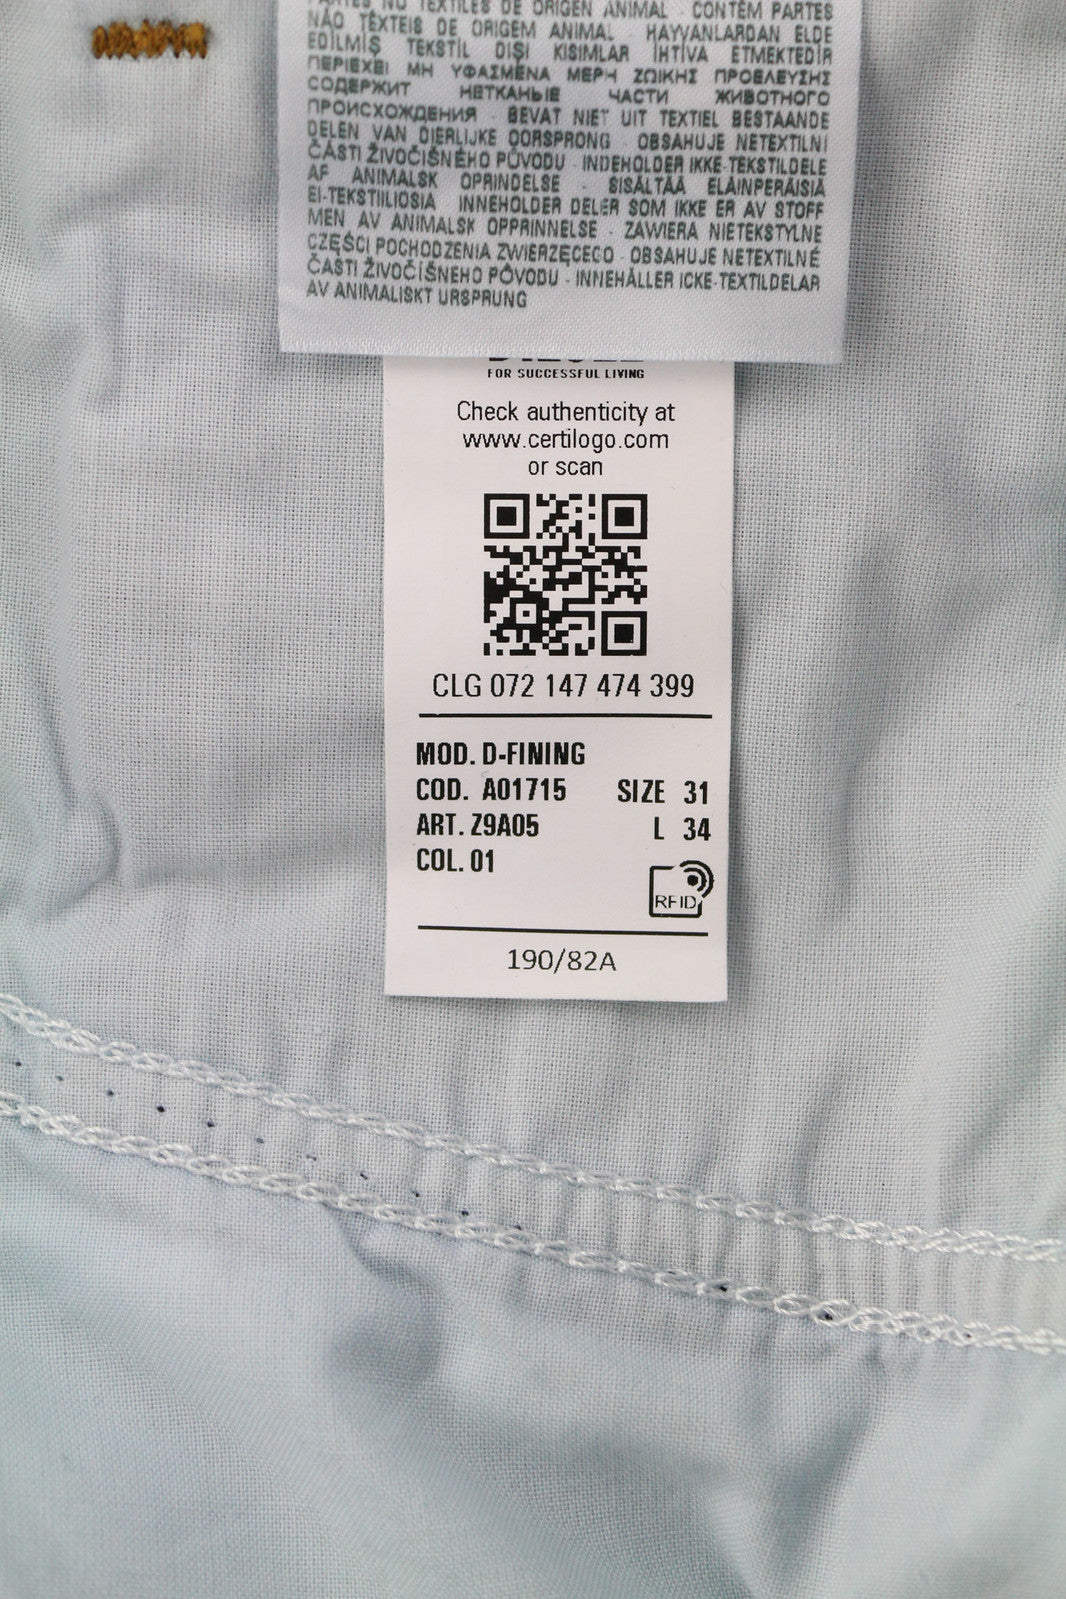 PARTES NO TEXTILES DE ORIGEN ANIMAL · CONTÉM PARTES
NÃO TÊXTEIS DE ORIGEM ANIMAL · HAYVANLARDAN ELDE
EDİLMİŞ TEKSTİL DIŞI KISIMLAR İHTİVA ETMEKTEDİR
ΠΕΡΙΕΧΕΙ ΜΗ ΥΦΑΣΜΕΝΑ ΜΕΡΗ ΖΩΙΚΗΣ ΠΡΟΕΛΕΥΣΗΣ
СОДЕРЖИТ НЕТКАНЫЕ ЧАСТИ ЖИВОТНОГО
ПРОИСХОЖДЕНИЯ · BEVAT NIET UIT TEXTIEL BESTAANDE
DELEN VAN DIERLIJKE OORSPRONG · OBSAHUJE NETEXTILNI
ČÁSTI ŽIVOČIŠNÉHO PŮVODU · INDEHOLDER IKKE-TEKSTILDELE
AF ANIMALSK OPRINDELSE · SISÄLTÄÄ ELÄINPERÄISIÄ
EI-TEKSTIILIOSIA INNEHOLDER DELER SOM IKKE ER AV STOFF
MEN AV ANIMALSK OPPRINNELSE · ZAWIERA NIETEKSTYLNE
CZĘŚCI POCHODZENIA ZWIERZĘCECO · OBSAHUJE NETEXTILNÉ
ČASTI ŽIVOČÍŠNEHO PÔVODU · INNEHÅLLER ICKE-TEXTILDELAR
AV ANIMALISKT URSPRUNG
FOR SUCCESSFUL LIVING
Check authenticity at
www.certilogo.com
or scan
CLG 072 147 474 399
MOD. D-FINING
COD. A01715 SIZE 31
ART. Z9A05 L 34
COL. 01
RFID
190/82A